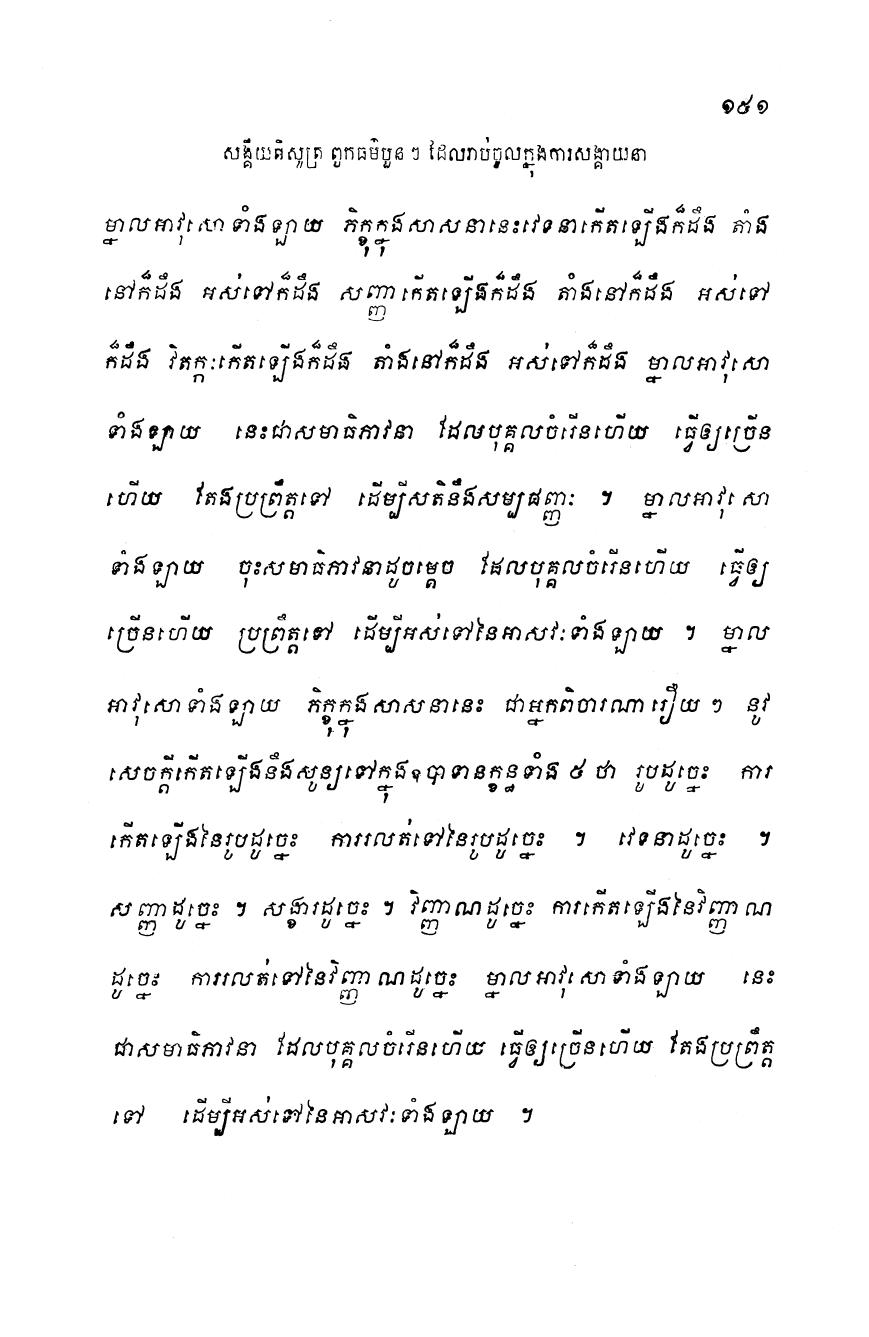 ១៥១
សង្គីយតិសូត្រ ពួកធម៌បួនៗ ដែលរាប់ចូលក្នុងការសង្គាយនា
ម្នាលអាវុសោទាំងឡាយ ភិក្ខុក្នុងសាសនានេះវេទនាកើតឡើងក៏ដឹង តាំង
នៅក៏ដឹង អស់ទៅក៏ដឹង សញ្ញាកើតឡើងក៏ដឹង តាំងនៅក៏ដឹង អស់ទៅ
ក៏ដឹង វិតក្កៈកើតឡើងក៏ដឹង តាំងនៅក៏ដឹង អស់ទៅក៏ដឹង ម្នាលអាវុសោ
ទាំងឡាយ នេះជាសមាធិភាវនា ដែលបុគ្គលចំរើនហើយ ធ្វើឲ្យច្រើន
ហើយ តែងប្រព្រឹត្តទៅ ដើម្បីសតិនឹងសម្បជញ្ញៈ ។ ម្នាលអាវុសោ
ទាំងឡាយ ចុះសមាធិភាវនាដូចម្តេច ដែលបុគ្គលចំរើនហើយ ធ្វើឲ្យ
ច្រើនហើយ ប្រព្រឹត្តទៅ ដើម្បីអស់ទៅនៃអាសវៈទាំងឡាយ ។ ម្នាល
អាវុសោទាំងឡាយ ភិក្ខុក្នុងសាសនានេះ ជាអ្នកពិចារណារឿយៗ នូវ
សេចក្តីកើតឡើងនឹងសូន្យទៅក្នុងឧបាទានក្ខន្ធទាំង ៥ ថា រូបដូច្នេះ ការ
កើតឡើងនៃរូបដូច្នេះ ការរលត់ទៅនៃរូបដូច្នេះ ។ វេទនាដូច្នេះ ។
សញ្ញាដូច្នេះ ។ សង្ខារដូច្នេះ ។ វិញ្ញាណដូច្នេះ ការកើតឡើងនៃវិញ្ញាណ
ដូច្នេះ ការរលត់ទៅនៃវិញ្ញាណដូច្នេះ ម្នាលអាវុសោទាំងឡាយ នេះ
ជាសមាធិភាវនា ដែលបុគ្គលចំរើនហើយ ធ្វើឲ្យច្រើនហើយ តែងប្រព្រឹត្ត
ទៅ ដើម្បីអស់ទៅនៃអាសវៈទាំងឡាយ ។